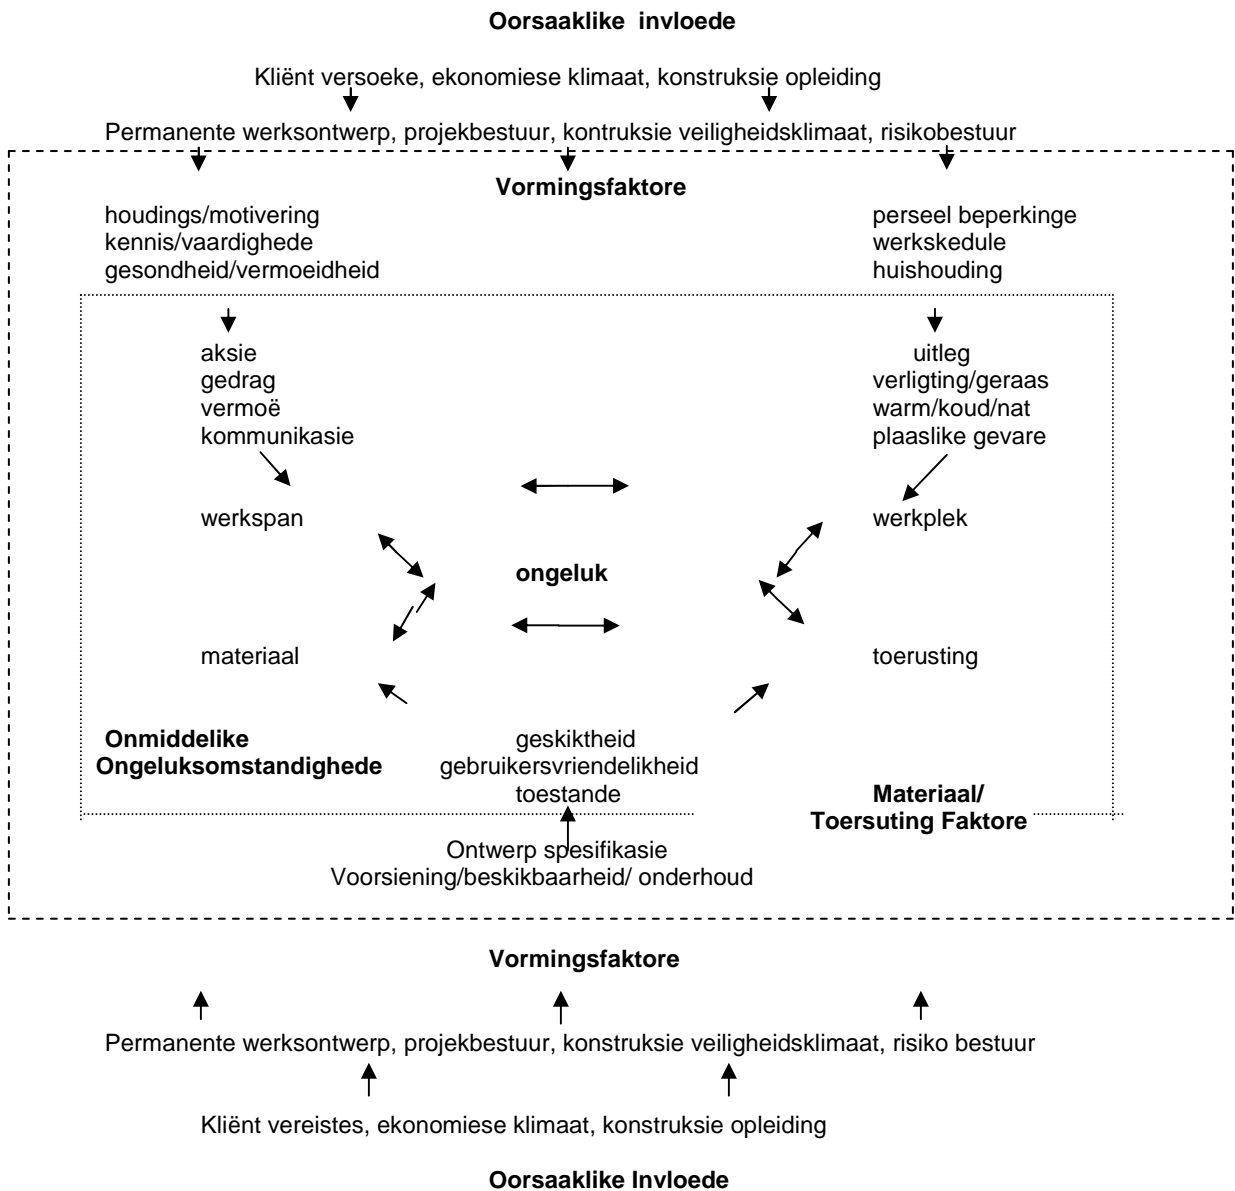 Oorsaaklike invloede
Kliënt versoeke, ekonomiese klimaat, konstruksie opleiding
Permanente werksontwerp, projekbestuur, kontruksie veiligheidsklimaat, risikobestuur
Vormingsfaktore
houdings/motivering
kennis/vaardighede
gesondheid/vermoeidheid
perseel beperkinge
werkskedule
huishouding
aksie
gedrag
vermoë
kommunikasie
uitleg
verligting/geraas
warm/koud/nat
plaaslike gevare
werkspan
werkplek
ongeluk
materiaal
toerusting
Onmiddelike
Ongeluksomstandighede
geskiktheid
gebruikersvriendelikheid
toestande
Materiaal/
Toersuting Faktore
Ontwerp spesifikasie
Voorsiening/beskikbaarheid/ onderhoud
Vormingsfaktore
Permanente werksontwerp, projekbestuur, konstruksie veiligheidsklimaat, risiko bestuur
Kliënt vereistes, ekonomiese klimaat, konstruksie opleiding
Oorsaaklike Invloede